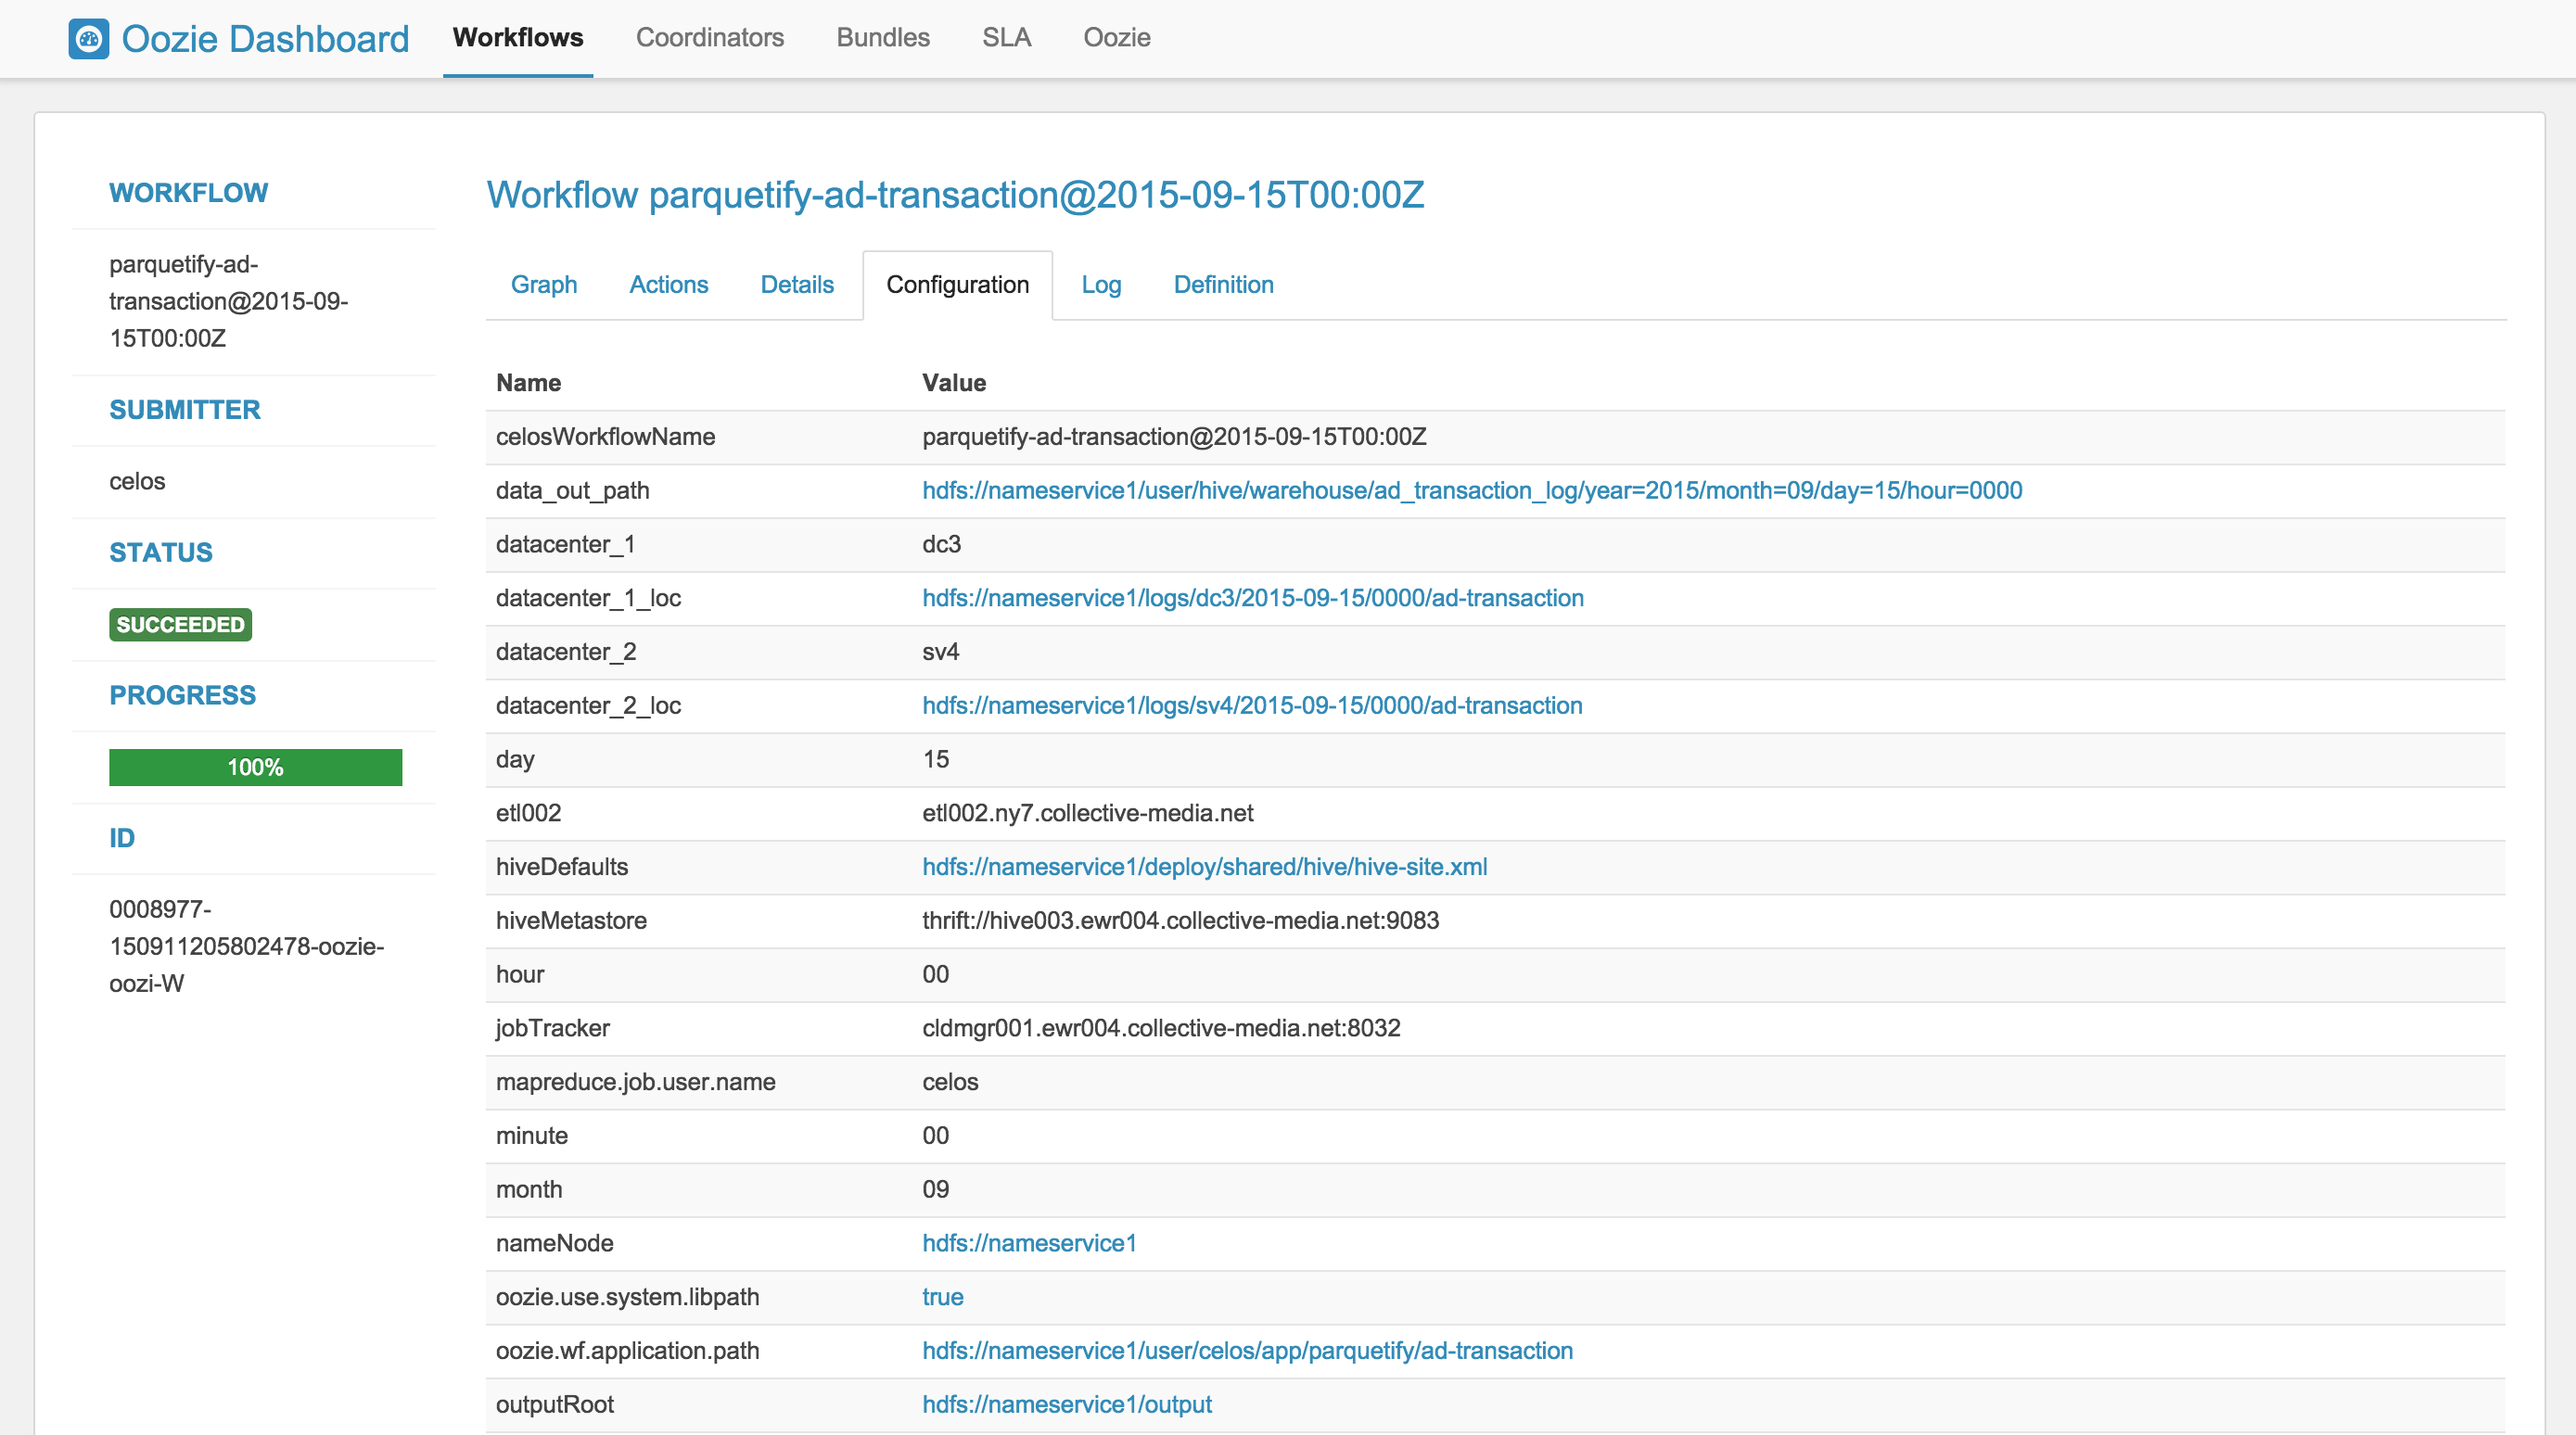 Oozie Dashboard Workflows Coordinators Bundles SLA Oozie
WORKFLOW
parquetify-ad-
transaction@2015-09-
15T00:00Z
SUBMITTER
celos
STATUS
SUCCEEDED
PROGRESS
100%
ID
0008977-
150911205802478-oozie-
oozi-W
Workflow parquetify-ad-transaction@2015-09-15T00:00Z
Graph Actions Details Configuration Log Definition
Name Value
celosWorkflowName parquetify-ad-transaction@2015-09-15T00:00Z
data_out_path hdfs://nameservice1/user/hive/warehouse/ad_transaction_log/year=2015/month=09/day=15/hour=0000
datacenter_1 dc3
datacenter_1_loc hdfs://nameservice1/logs/dc3/2015-09-15/0000/ad-transaction
datacenter_2 sv4
datacenter_2_loc hdfs://nameservice1/logs/sv4/2015-09-15/0000/ad-transaction
day 15
etl002 etl002.ny7.collective-media.net
hiveDefaults hdfs://nameservice1/deploy/shared/hive/hive-site.xml
hiveMetastore thrift://hive003.ewr004.collective-media.net:9083
hour 00
jobTracker cldmgr001.ewr004.collective-media.net:8032
mapreduce.job.user.name celos
minute 00
month 09
nameNode hdfs://nameservice1
oozie.use.system.libpath true
oozie.wf.application.path hdfs://nameservice1/user/celos/app/parquetify/ad-transaction
outputRoot hdfs://nameservice1/output